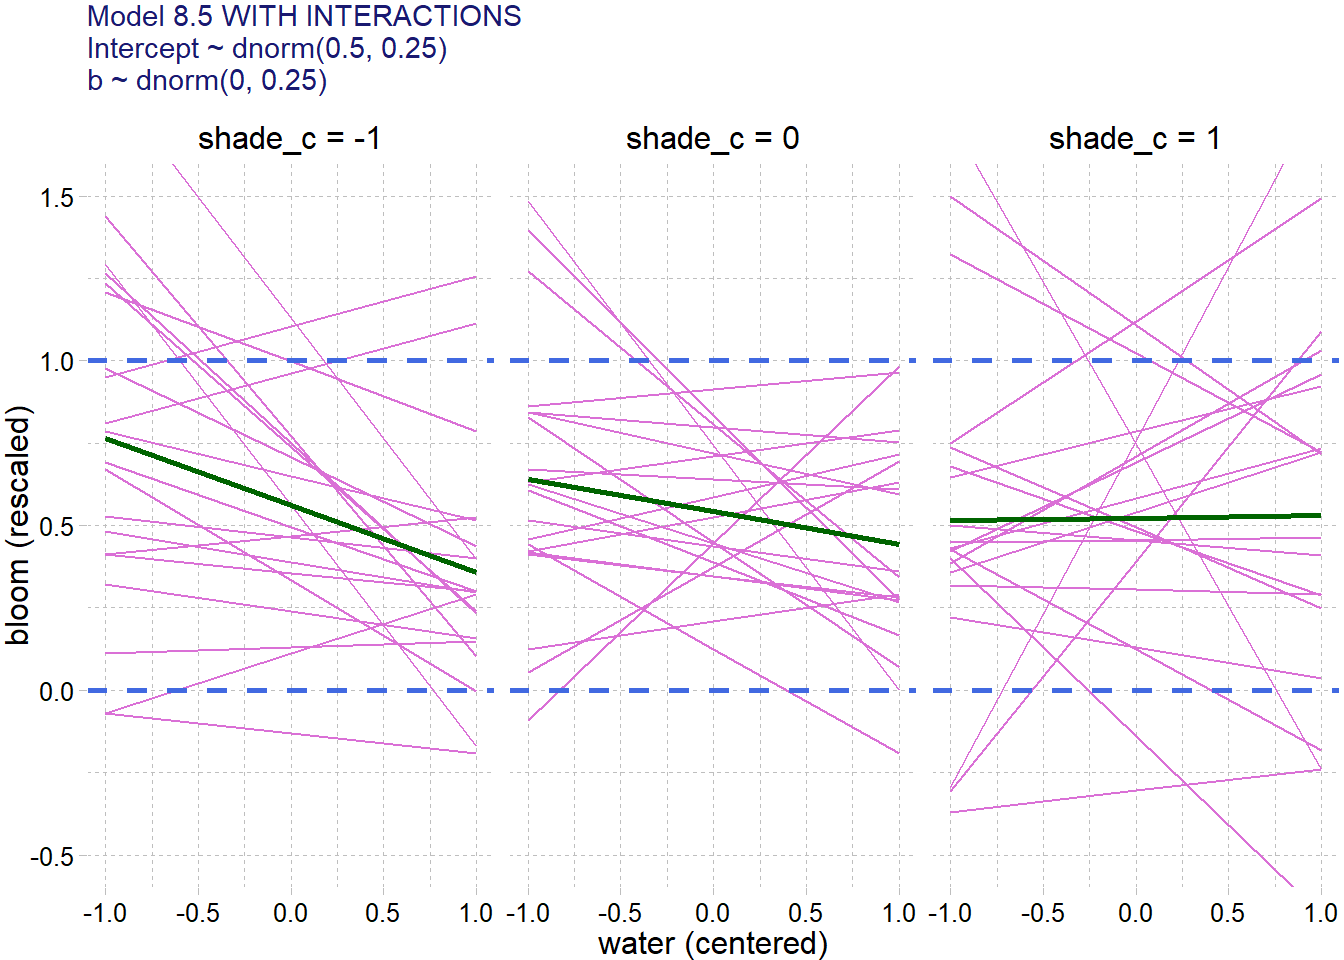 Model 8.5 WITH INTERACTIONS
Intercept ~ dnorm(0.5, 0.25)
b ~ dnorm(0, 0.25)
shade_c = -1 shade_c = 0 shade_c = 1
bloom (rescaled)
1.5
1.0
0.5
0.0
-0.5
-1.0 -0.5 0.0 0.5 1.0 -1.0 -0.5 0.0 0.5 1.0 -1.0 -0.5 0.0 0.5 1.0
water (centered)